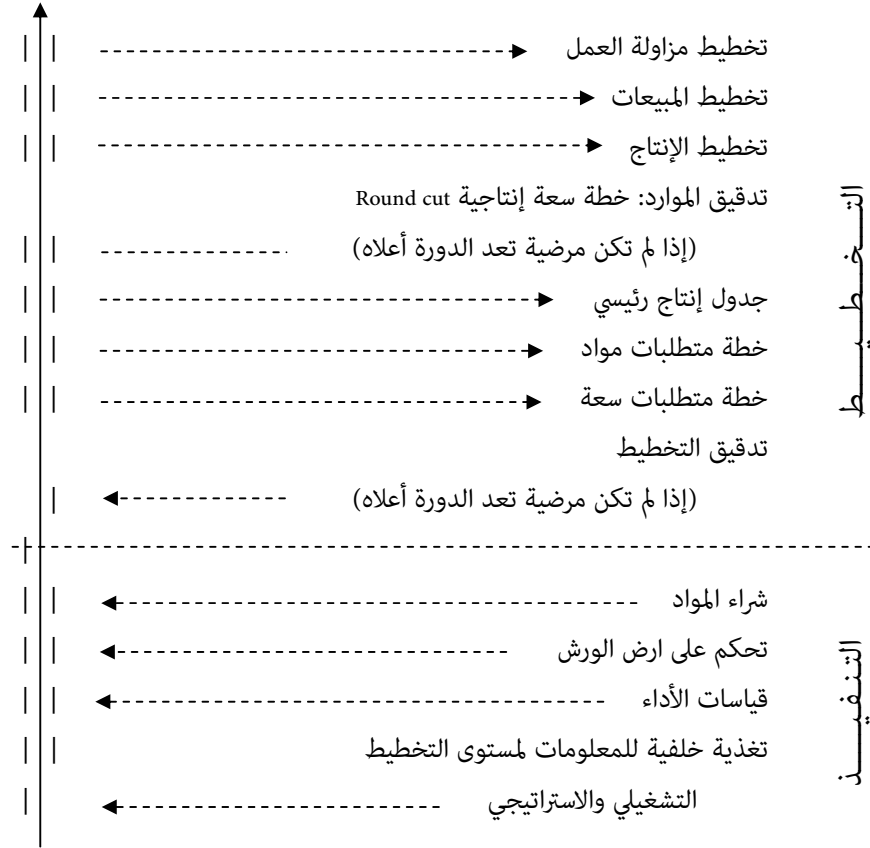 تخطيط مزاولة العمل
تخطيط المبيعات
تخطيط الإنتاج
تدقيق الموارد: خطة سعة إنتاجية Round cut
(إذا لم تكن مرضية تعد الدورة أعلاه)
جدول إنتاج رئيسي
خطة متطلبات مواد
خطة متطلبات سعة
تدقيق التخطيط
(إذا لم تكن مرضية تعد الدورة أعلاه)
التـخـطـيـط
شراء المواد
تحكم على ارض الورش
قياسات الأداء
تغذية خلفية للمعلومات لمستوى التخطيط
التشغيلي والاستراتيجي
التنفيـذ